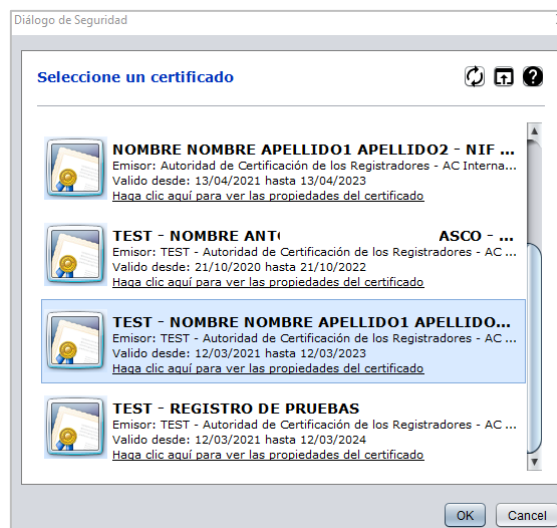 Diálogo de Seguridad
Seleccione un certificado
NOMBRE NOMBRE APELLIDO1 APELLIDO2 - NIF ...
Emisor: Autoridad de Certificación de los Registradores - AC Interna...
Valido desde: 13/04/2021 hasta 13/04/2023
Haga clic aquí para ver las propiedades del certificado
TEST - NOMBRE ASCO - ...
Emisor: TEST - Autoridad de Certificación de los Registradores - AC ...
Valido desde: 21/10/2020 hasta 21/10/2022
Haga clic aquí para ver las propiedades del certificado
TEST - NOMBRE NOMBRE APELLIDO1 APELLIDO...
Emisor: TEST - Autoridad de Certificación de los Registradores - AC ...
Valido desde: 12/03/2021 hasta 12/03/2023
Haga clic aquí para ver las propiedades del certificado
TEST - REGISTRO DE PRUEBAS
Emisor: TEST - Autoridad de Certificación de los Registradores - AC ...
Valido desde: 12/03/2021 hasta 12/03/2024
Haga clic aquí para ver las propiedades del certificado
OK Cancel